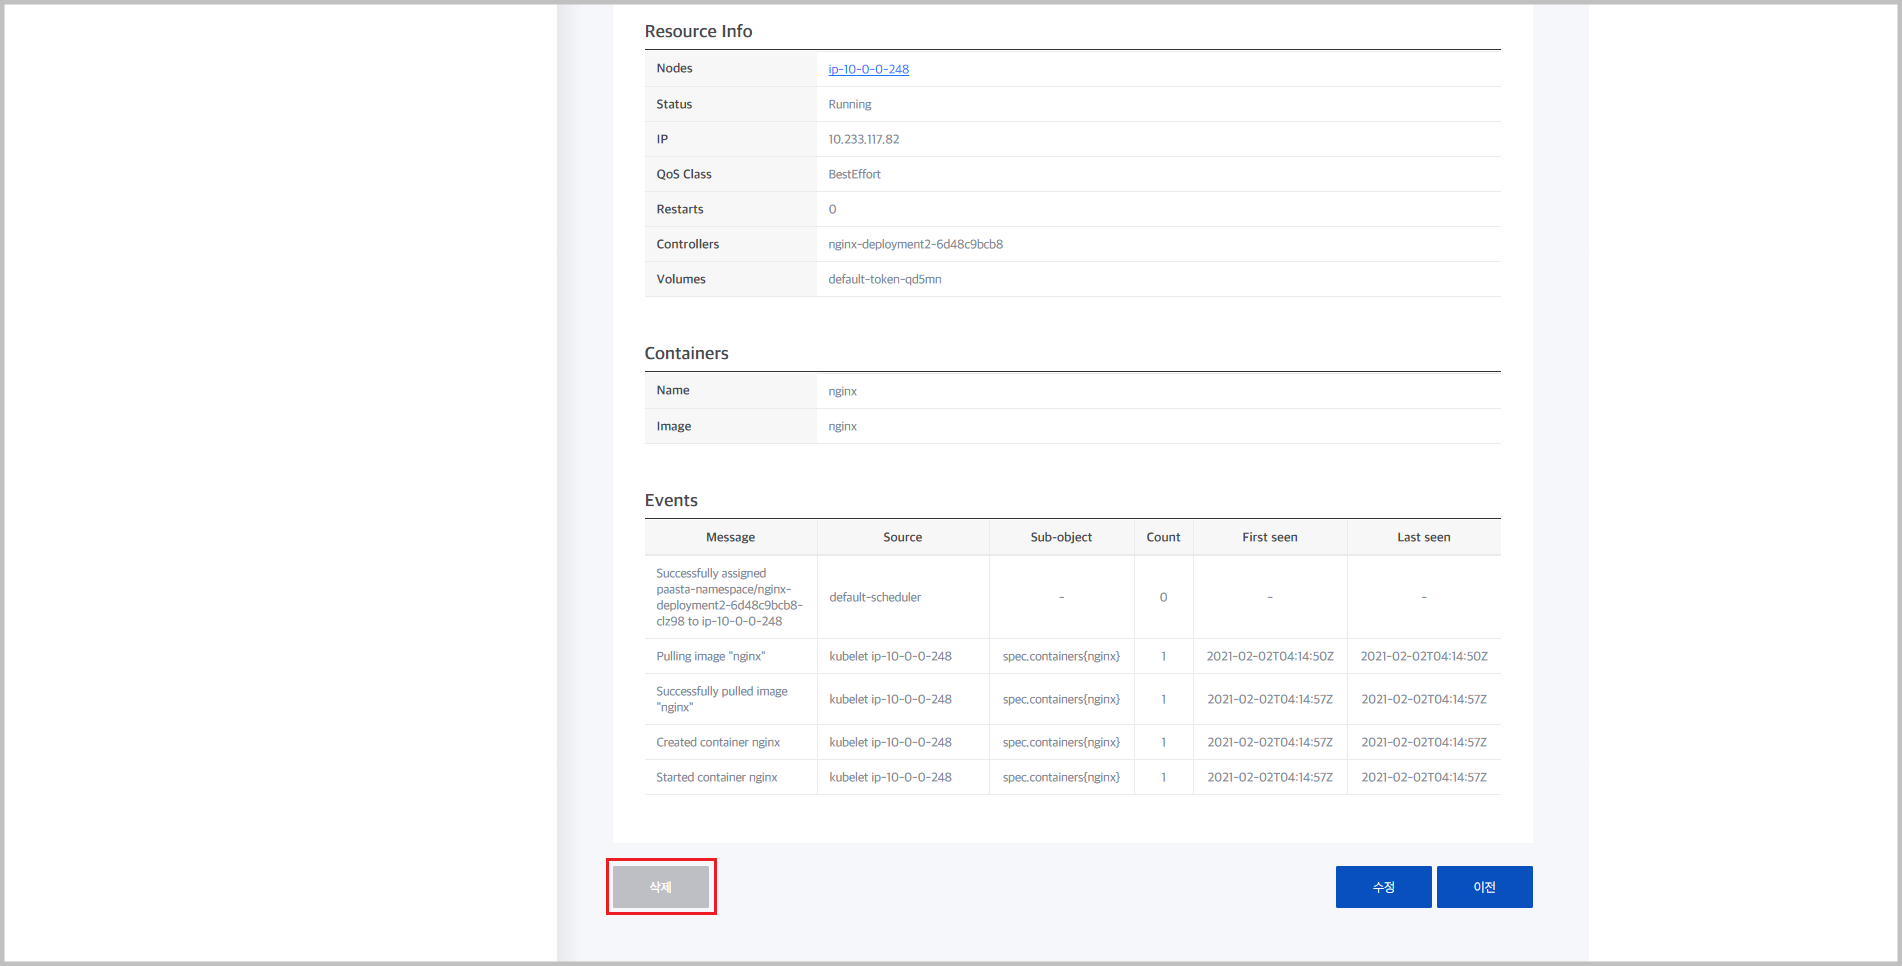 Resource Info
Nodes ip-10-0-0-248
Status Running
IP 10.233.117.82
QoS Class BestEffort
Restarts 0
Controllers nginx-deployment2-6d48c9bcb8
Volumes default-token-qd5mn
Containers
Name nginx
Image nginx
Events
Message Source Sub-object Count First seen Last seen
Successfully assigned
paasta-namespace/nginx-
deployment2-6d48c9bcb8-
clz98 to ip-10-0-0-248
default-scheduler - 0 - -
Pulling image "nginx" kubelet ip-10-0-0-248 spec.containers{nginx} 1 2021-02-02T04:14:50Z 2021-02-02T04:14:50Z
Successfully pulled image
"nginx"
kubelet ip-10-0-0-248 spec.containers{nginx} 1 2021-02-02T04:14:57Z 2021-02-02T04:14:57Z
Created container nginx kubelet ip-10-0-0-248 spec.containers{nginx} 1 2021-02-02T04:14:57Z 2021-02-02T04:14:57Z
Started container nginx kubelet ip-10-0-0-248 spec.containers{nginx} 1 2021-02-02T04:14:57Z 2021-02-02T04:14:57Z
삭제 수정 이전